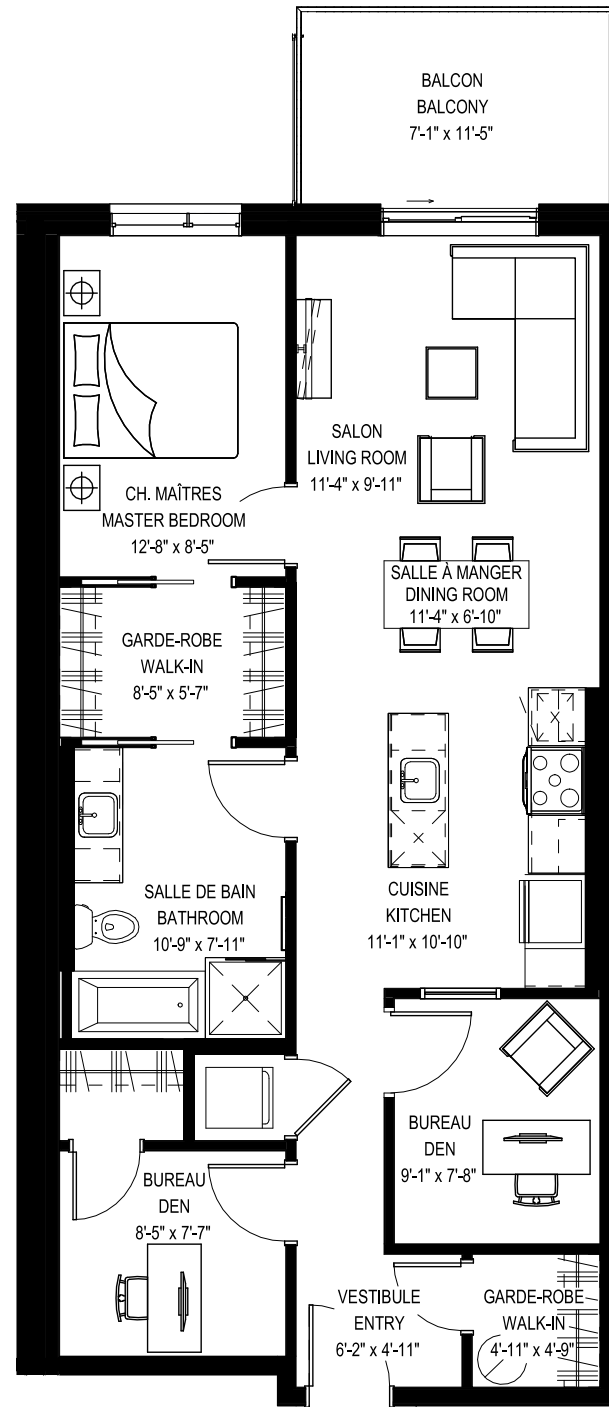 BALCON
BALCONY
7'-1" x 11'-5"
SALON
LIVING ROOM
11'-4" x 9'-11"
CH. MAÎTRES
MASTER BEDROOM
12'-8" x 8'-5"
SALLE À MANGER
DINING ROOM
11'-4" x 6'-10"
GARDE-ROBE
WALK-IN
8'-5" x 5'-7"
SALLE DE BAIN
BATHROOM
10'-9" x 7'-11"
CUISINE
KITCHEN
11'-1" x 10'-10"
BUREAU
DEN
9'-1" x 7'-8"
BUREAU
DEN
8'-5" x 7'-7"
VESTIBULE
ENTRY
6'-2" x 4'-11"
GARDE-ROBE
WALK-IN
4'-11" x 4'-9"